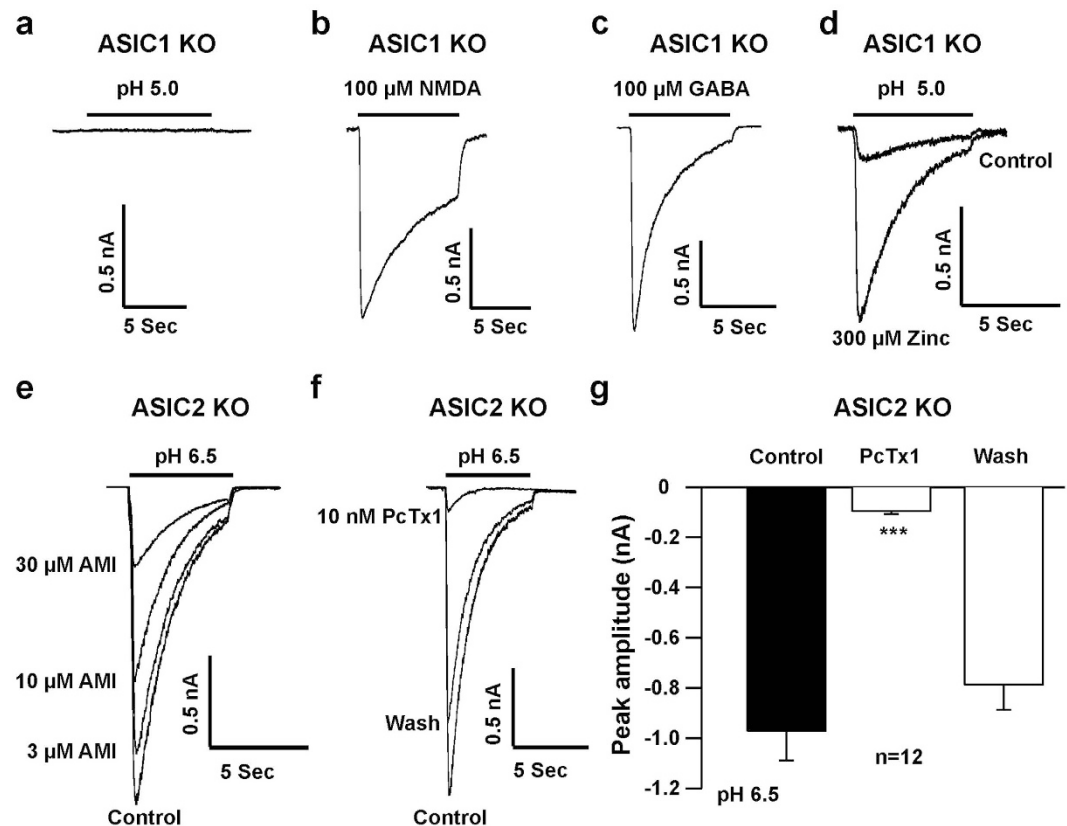 a
ASIC1 KO
pH 5.0
0.5 nA
5 Sec
b
ASIC1 KO
100 µM NMDA
0.5 nA
5 Sec
c
ASIC1 KO
100 µM GABA
0.5 nA
5 Sec
d
ASIC1 KO
pH 5.0
Control
0.5 nA
300 µM Zinc
5 Sec
e
ASIC2 KO
pH 6.5
30 µM AMI
10 µM AMI
3 µM AMI
Control
0.5 nA
5 Sec
f
ASIC2 KO
pH 6.5
10 nM PcTx1
Wash
Control
0.5 nA
5 Sec
g
ASIC2 KO
Control PcTx1 Wash
Peak amplitude (nA)
0
-0.2
-0.4
-0.6
-0.8
-1.0
-1.2
***
n=12
pH 6.5